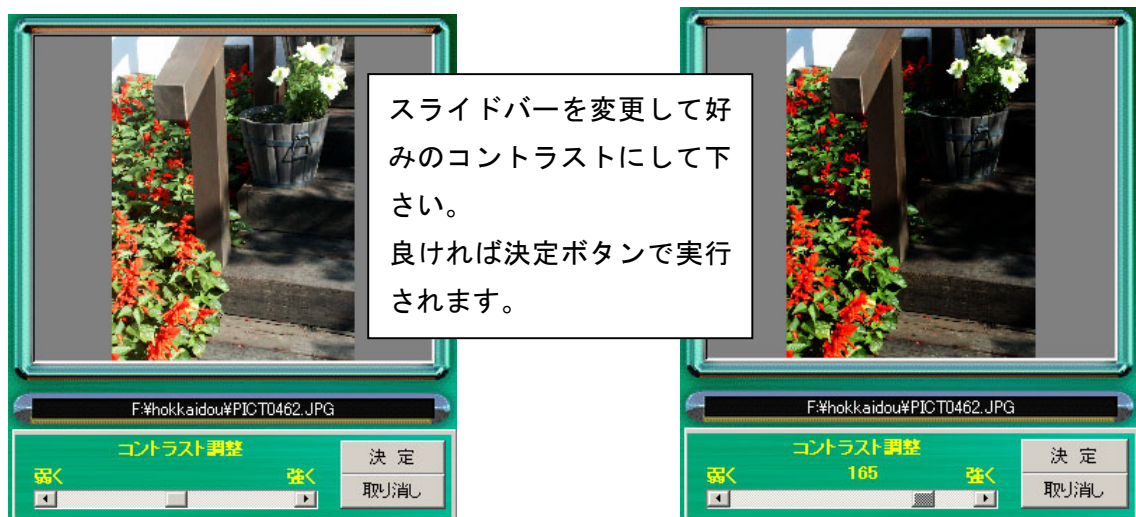 スライドバーを変更して好
みのコントラストにして下
さい。
良ければ決定ボタンで実行
されます。
F:¥hokkaidou¥PICT0462.JPG
コントラスト調整
弱く
強く
決 定
取り消し
F:¥hokkaidou¥PICT0462.JPG
コントラスト調整
弱く
165
強く
決 定
取り消し